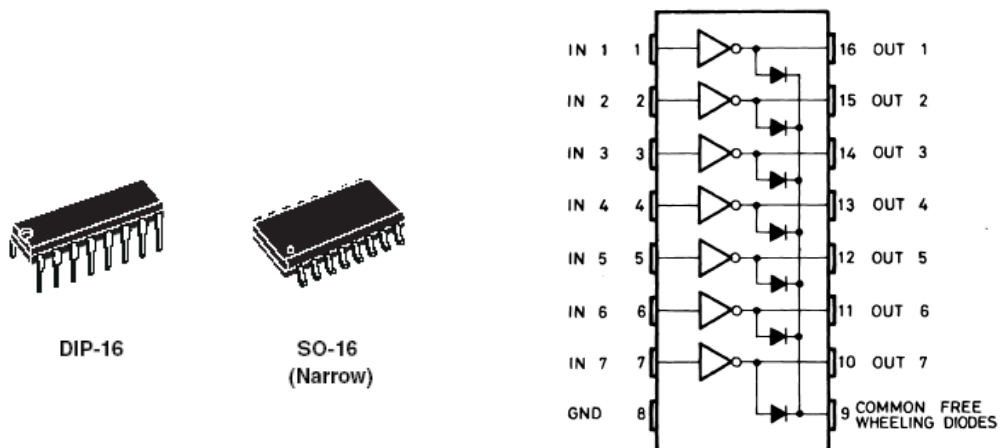 IN 1 1 16 OUT 1
IN 2 2 15 OUT 2
IN 3 3 14 OUT 3
IN 4 4 13 OUT 4
IN 5 5 12 OUT 5
IN 6 6 11 OUT 6
IN 7 7 10 OUT 7
GND 8 9 COMMON FREE
WHEELING DIODES
DIP-16
SO-16
(Narrow)